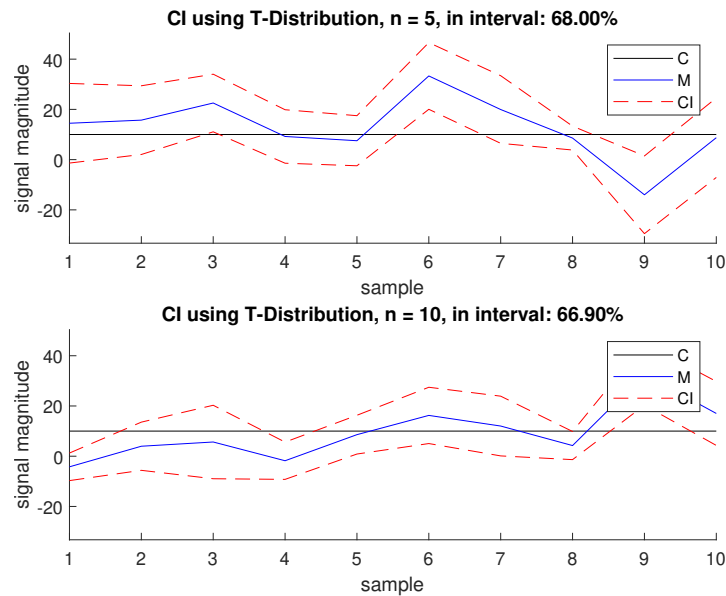 CI using T-Distribution, n = 5, in interval: 68.00%
40
20
0
-20
signal magnitude
C
M
CI
1 2 3 4 5 6 7 8 9 10
sample
CI using T-Distribution, n = 10, in interval: 66.90%
40
20
0
-20
signal magnitude
C
M
CI
1 2 3 4 5 6 7 8 9 10
sample